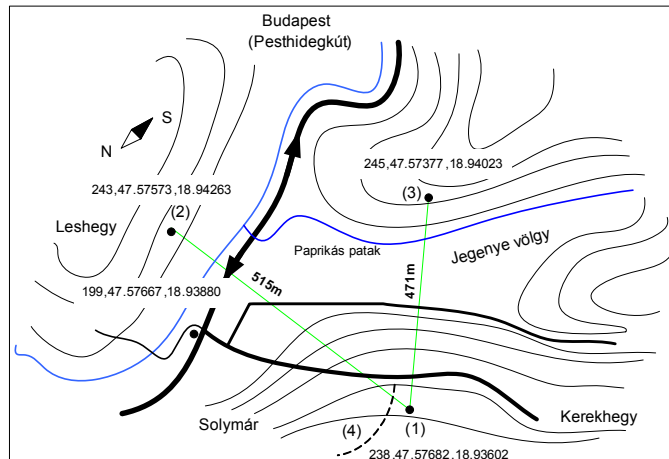 Budapest
(Pesthidegkút)
S
N
245,47.57377,18.94023
(3)
243,47.57573,18.94263
(2)
Leshegy
Paprikás patak
Jegenye völgy
199,47.57667,18.93880
515m
471m
Solymár
(4)
(1)
Kerekhegy
238,47.57682,18.93602